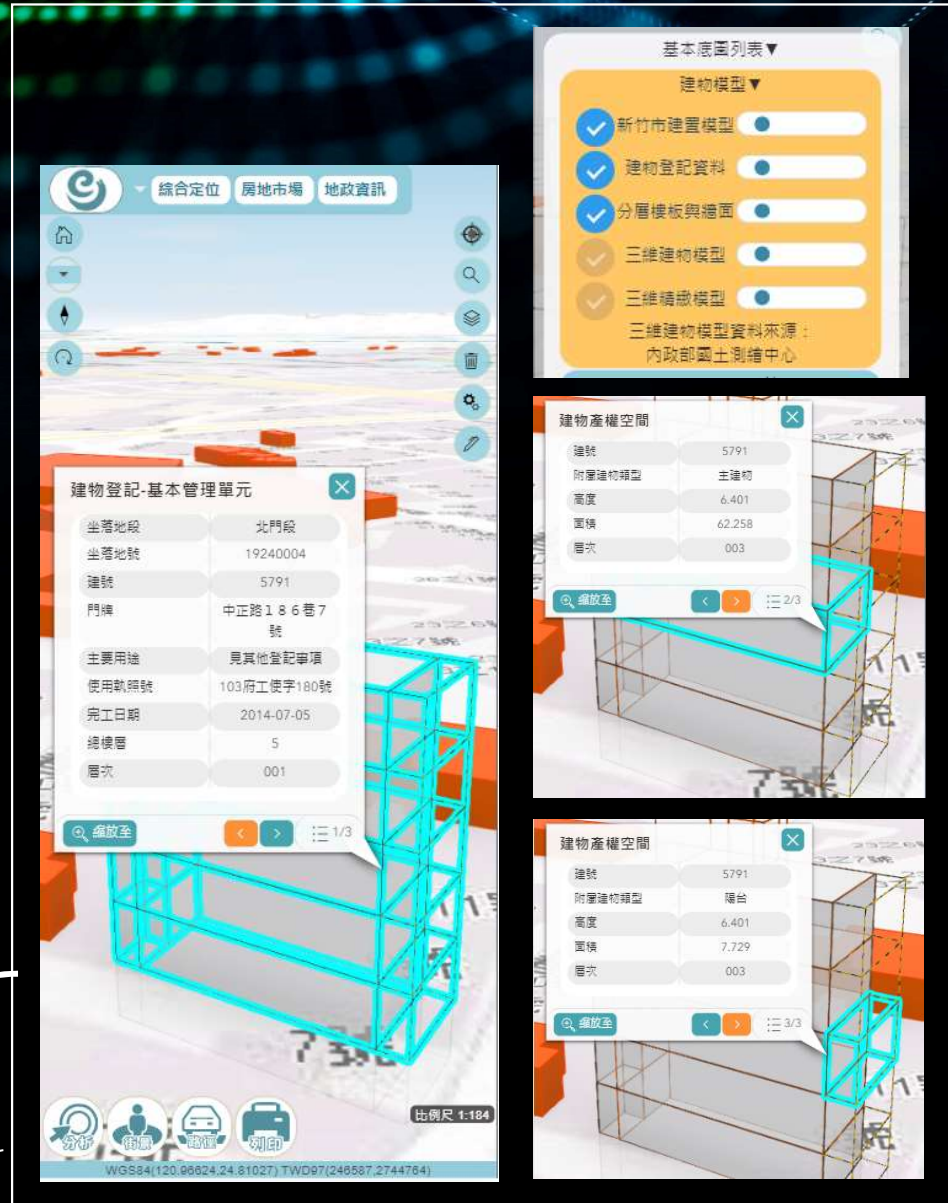 綜合定位 房地市場 地政資訊
建物登記-基本管理單元
坐落地段 北門段
坐落地號 19240004
建號 5791
門牌 中正路186巷7
號
主要用途 見其他登記事項
使用執照號 103府工使字180號
完工日期 2014-07-05
總樓層 5
層次 001
縮放至 1/3
73號
分析 街景 路徑 列印
比例尺 1:184
WGS84(120.96624,24.81027) TWD97(246587,2744764)
基本底圖列表▼
建物模型▼
新竹市建置模型
建物登記資料
分層樓板與牆面
三維建物模型
三維精緻模型
三維建物模型資料來源：
內政部國土測繪中心
建物產權空間
建號 5791
附屬建物類型 主建物
高度 6.401
面積 62.258
層次 003
縮放至 2/3
建物產權空間
建號 5791
附屬建物類型 陽台
高度 6.401
面積 7.729
層次 003
縮放至 3/3